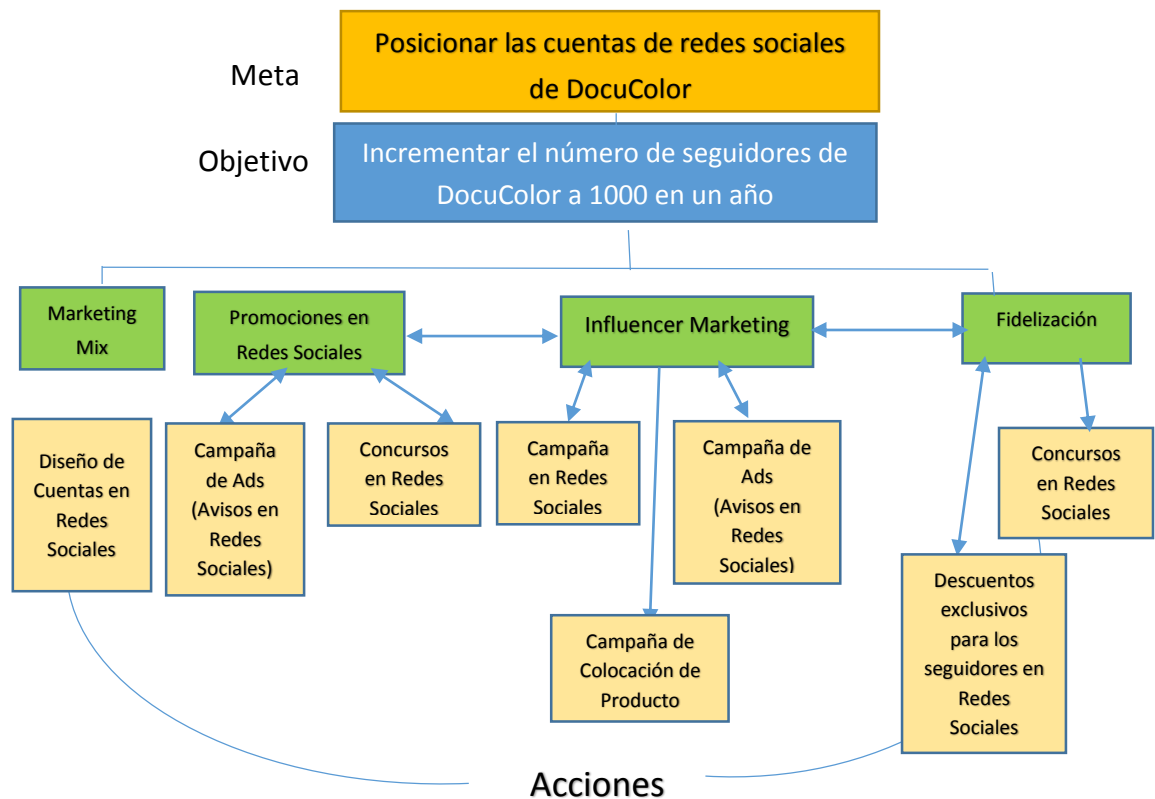 Meta
Posicionar las cuentas de redes sociales
de DocuColor
Objetivo
Incrementar el número de seguidores de
DocuColor a 1000 en un año
Marketing
Mix
Promociones en
Redes Sociales
Influencer Marketing
Fidelización
Diseño de
Cuentas en
Redes
Sociales
Campaña
de Ads
(Avisos en
Redes
Sociales)
Concursos
en Redes
Sociales
Campaña
en Redes
Sociales
Campaña de
Ads
(Avisos en
Redes
Sociales)
Concursos
en Redes
Sociales
Campaña de
Colocación de
Producto
Descuentos
exclusivos
para los
seguidores en
Redes
Sociales
Acciones